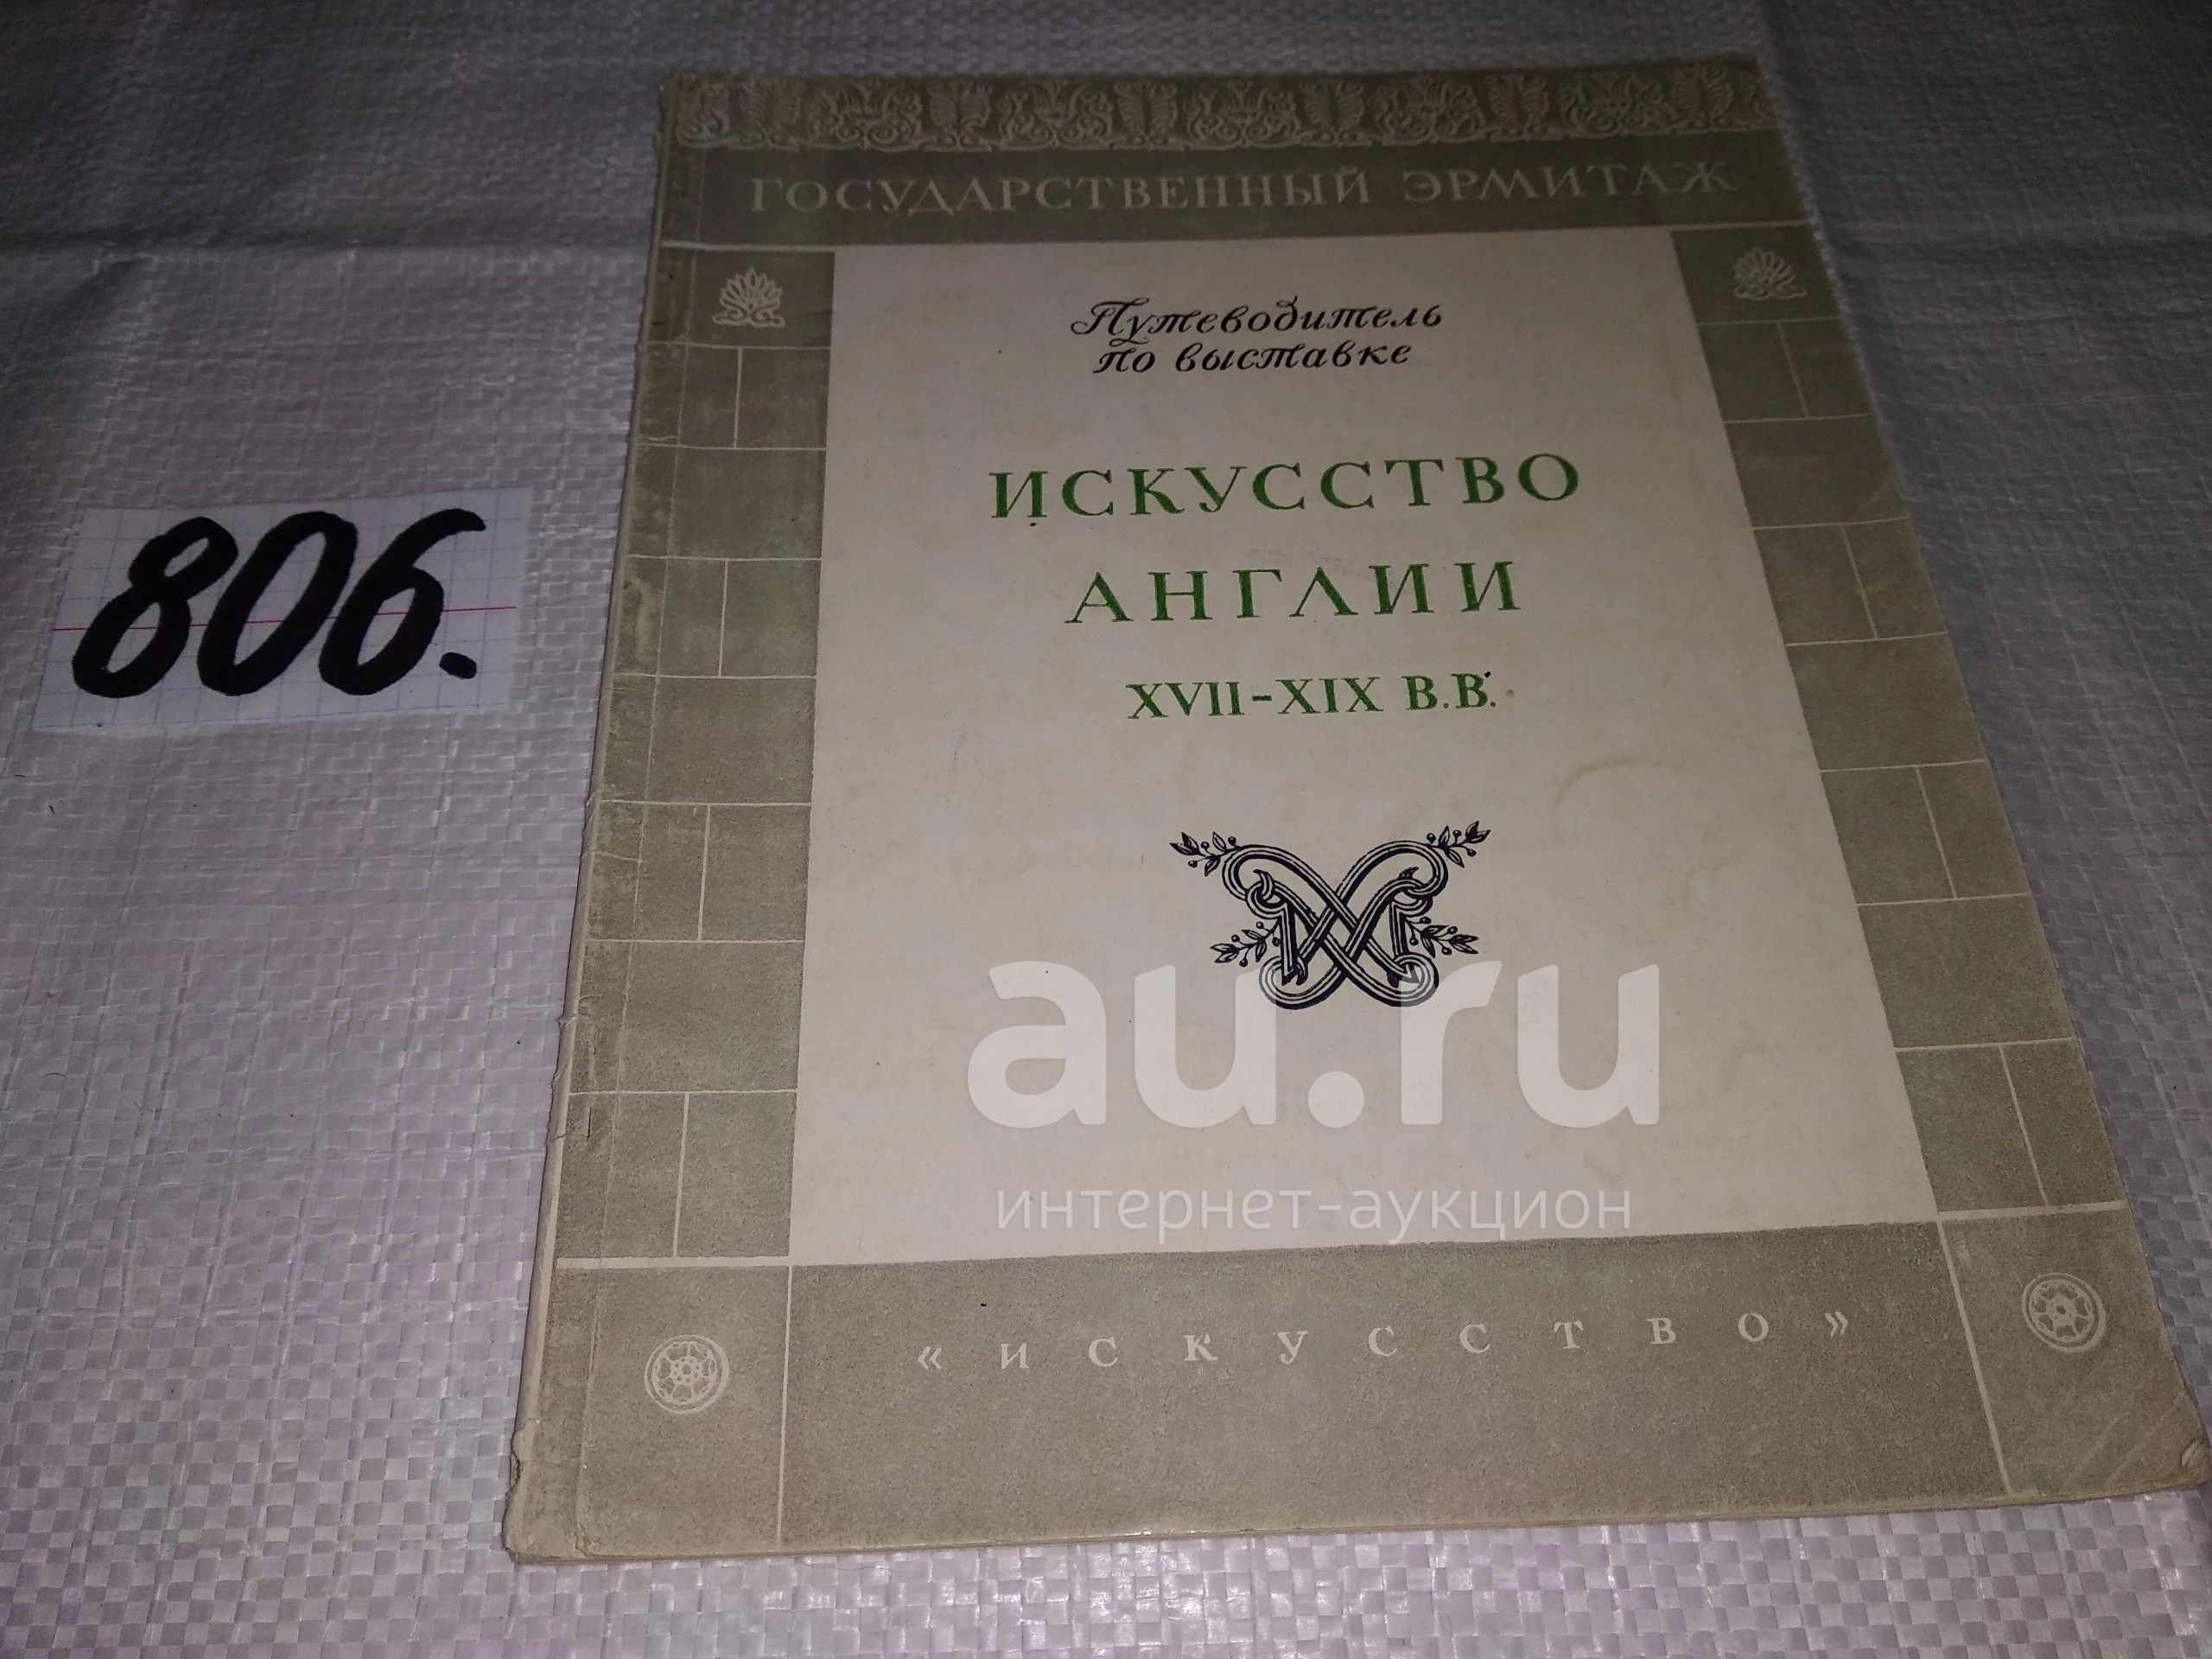 ГОСУДАРСТВЕННЫЙ ЭРМИТАЖ
Путеводитель
по выставке
ИСКУССТВО
АНГЛИИ
XVII-XIX В.В.
806.
au.ru
интернет-аукцион
«ИСКУССТВО»